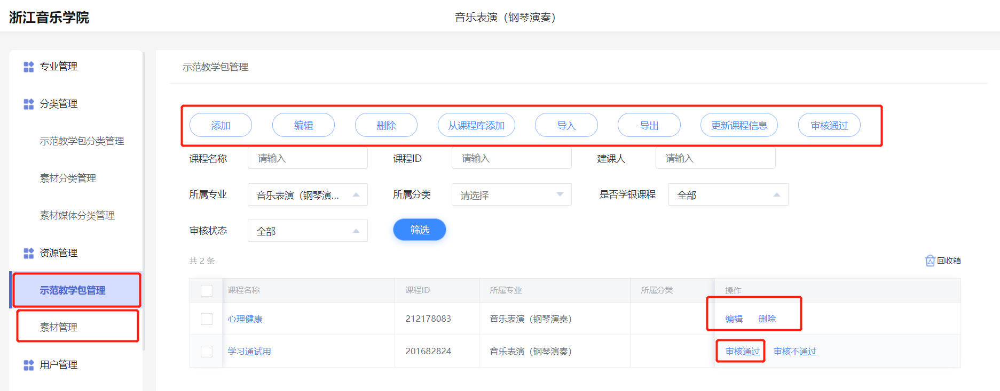 浙江音乐学院
音乐表演（钢琴演奏）
专业管理
分类管理
示范教学包分类管理
素材分类管理
素材媒体分类管理
资源管理
示范教学包管理
素材管理
用户管理
示范教学包管理
添加 编辑 删除 从课程库添加 导入 导出 更新课程信息 审核通过
课程名称 请输入 课程ID 请输入 建课人 请输入
所属专业 音乐表演（钢琴演... 所属分类 请选择 是否学银课程 全部
审核状态 全部 筛选
共 2 条 回收箱
课程名称 课程ID 所属专业 所属分类 操作
心理健康 212178083 音乐表演（钢琴演奏） 编辑 删除
学习通试用 201682824 音乐表演（钢琴演奏） 审核通过 审核不通过